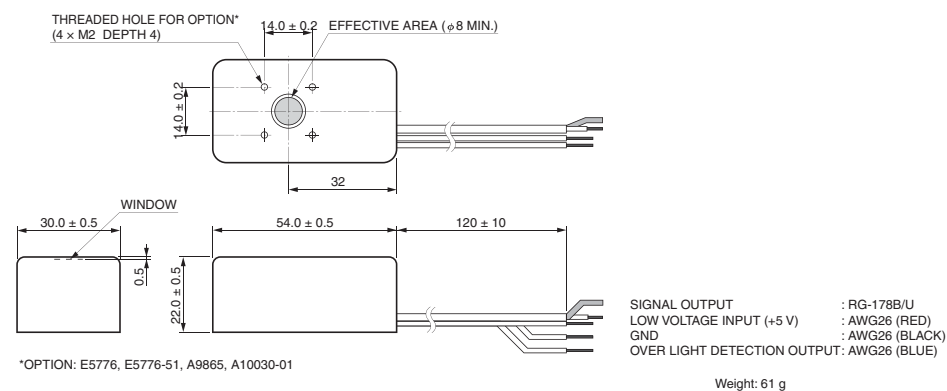 THREADED HOLE FOR OPTION*
(4 × M2 DEPTH 4)
14.0 ± 0.2
EFFECTIVE AREA (φ8 MIN.)
14.0 ± 0.2
32
WINDOW
30.0 ± 0.5
54.0 ± 0.5
120 ± 10
0.5
22.0 ± 0.5
SIGNAL OUTPUT : RG-178B/U
LOW VOLTAGE INPUT (+5 V) : AWG26 (RED)
GND : AWG26 (BLACK)
OVER LIGHT DETECTION OUTPUT: AWG26 (BLUE)
*OPTION: E5776, E5776-51, A9865, A10030-01
Weight: 61 g